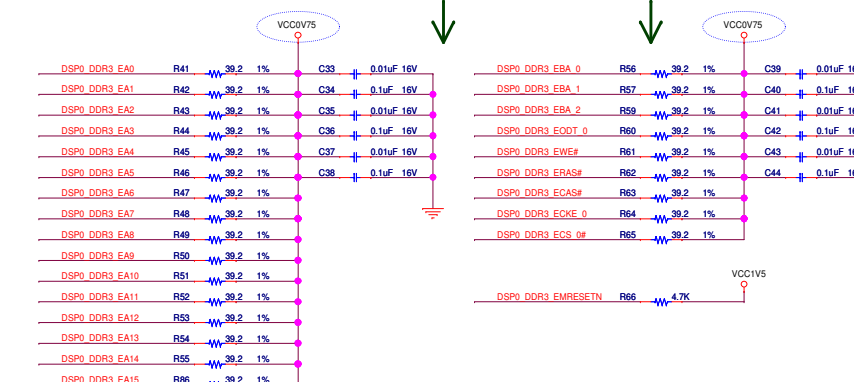 VCC0V75 VCC0V75
DSP0_DDR3_EA0 R41 39.2 1% C33 0.01uF 16V DSP0_DDR3_EBA_0 R56 39.2 1% C39 0.01uF
DSP0_DDR3_EA1 R42 39.2 1% C34 0.1uF 16V DSP0_DDR3_EBA_1 R57 39.2 1% C40 0.1uF
DSP0_DDR3_EA2 R43 39.2 1% C35 0.01uF 16V DSP0_DDR3_EBA_2 R59 39.2 1% C41 0.01uF
DSP0_DDR3_EA3 R44 39.2 1% C36 0.1uF 16V DSP0_DDR3_EODT_0 R60 39.2 1% C42 0.1uF
DSP0_DDR3_EA4 R45 39.2 1% C37 0.01uF 16V DSP0_DDR3_EWE# R61 39.2 1% C43 0.01uF
DSP0_DDR3_EA5 R46 39.2 1% C38 0.1uF 16V DSP0_DDR3_ERAS# R62 39.2 1% C44 0.1uF
DSP0_DDR3_EA6 R47 39.2 1% DSP0_DDR3_ECAS# R63 39.2 1%
DSP0_DDR3_EA7 R48 39.2 1% DSP0_DDR3_ECKE_0 R64 39.2 1%
DSP0_DDR3_EA8 R49 39.2 1% DSP0_DDR3_ECS_0# R65 39.2 1%
DSP0_DDR3_EA9 R50 39.2 1%
VCC1V5
DSP0_DDR3_EA10 R51 39.2 1%
DSP0_DDR3_EA11 R52 39.2 1% DSP0_DDR3_EMRESETN R66 4.7K
DSP0_DDR3_EA12 R53 39.2 1%
DSP0_DDR3_EA13 R54 39.2 1%
DSP0_DDR3_EA14 R55 39.2 1%
DSP0_DDR3_EA15 R86 39.2 1%